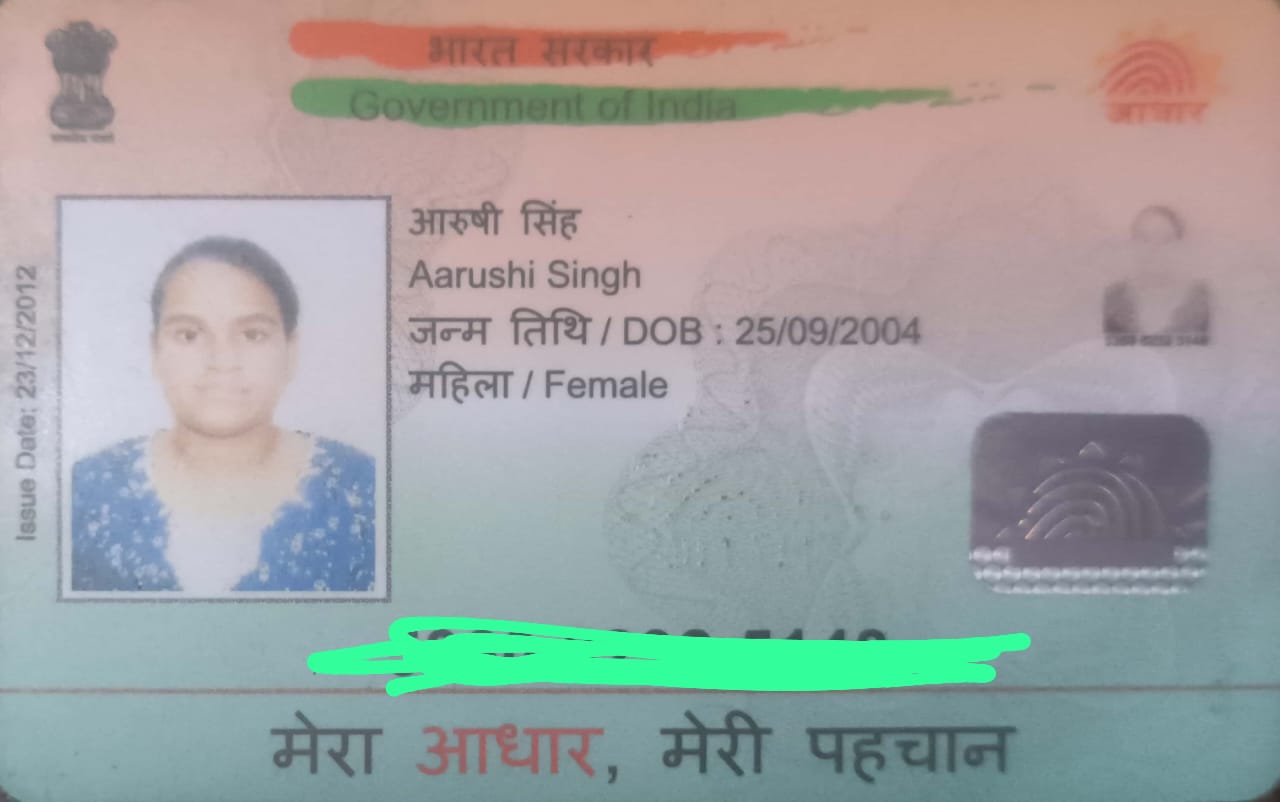 भारत सरकार
Government of India
आधार
आरुषी सिंह
Aarushi Singh
जन्म तिथि / DOB : 25/09/2004
महिला / Female
Issue Date: 23/12/2012
मेरा आधार, मेरी पहचान